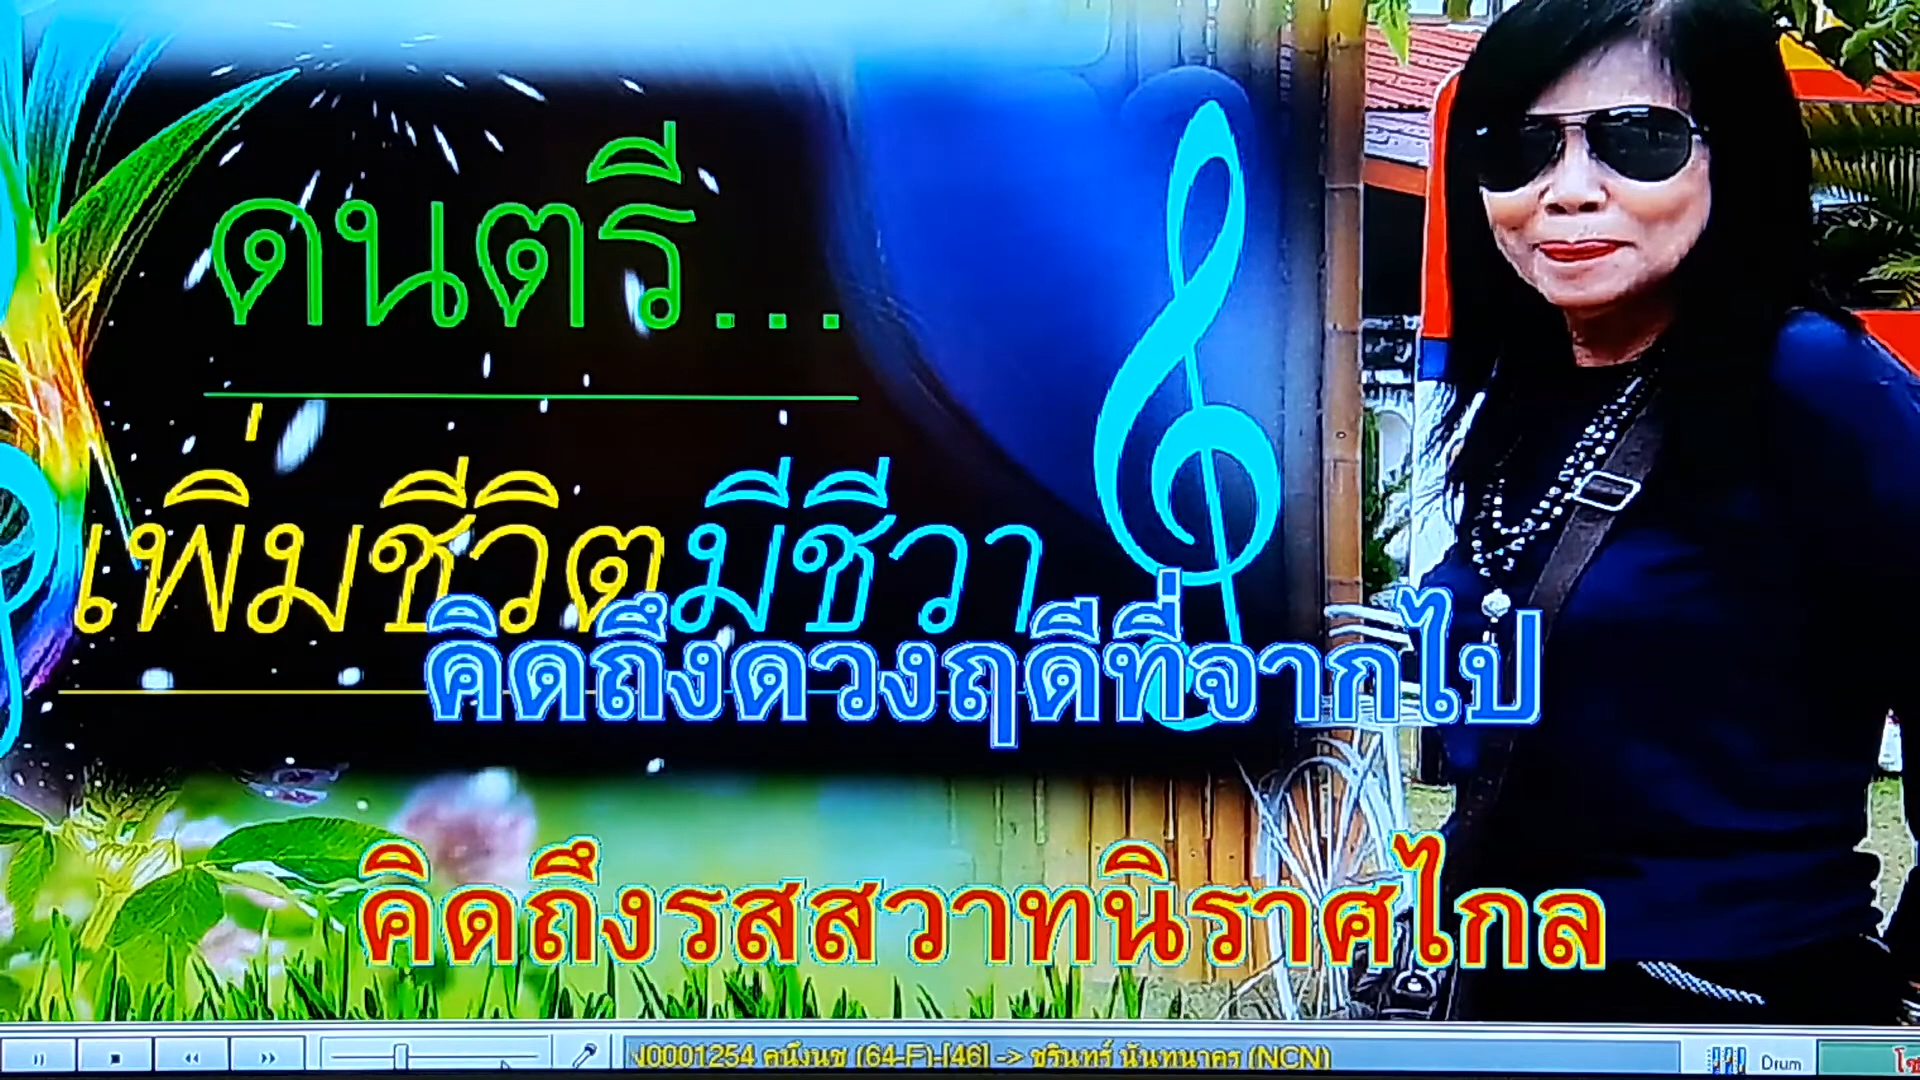 ดนตรี...
เพิ่มชีวิตมีชีวา
คิดถึงดวงฤดีที่จากไป
คิดถึงรสสวาทนิราศไกล
N0001254 คนึงนุช (64-F)-[46] -> ชรินทร์ นันทนาคร (NCN)
Drum